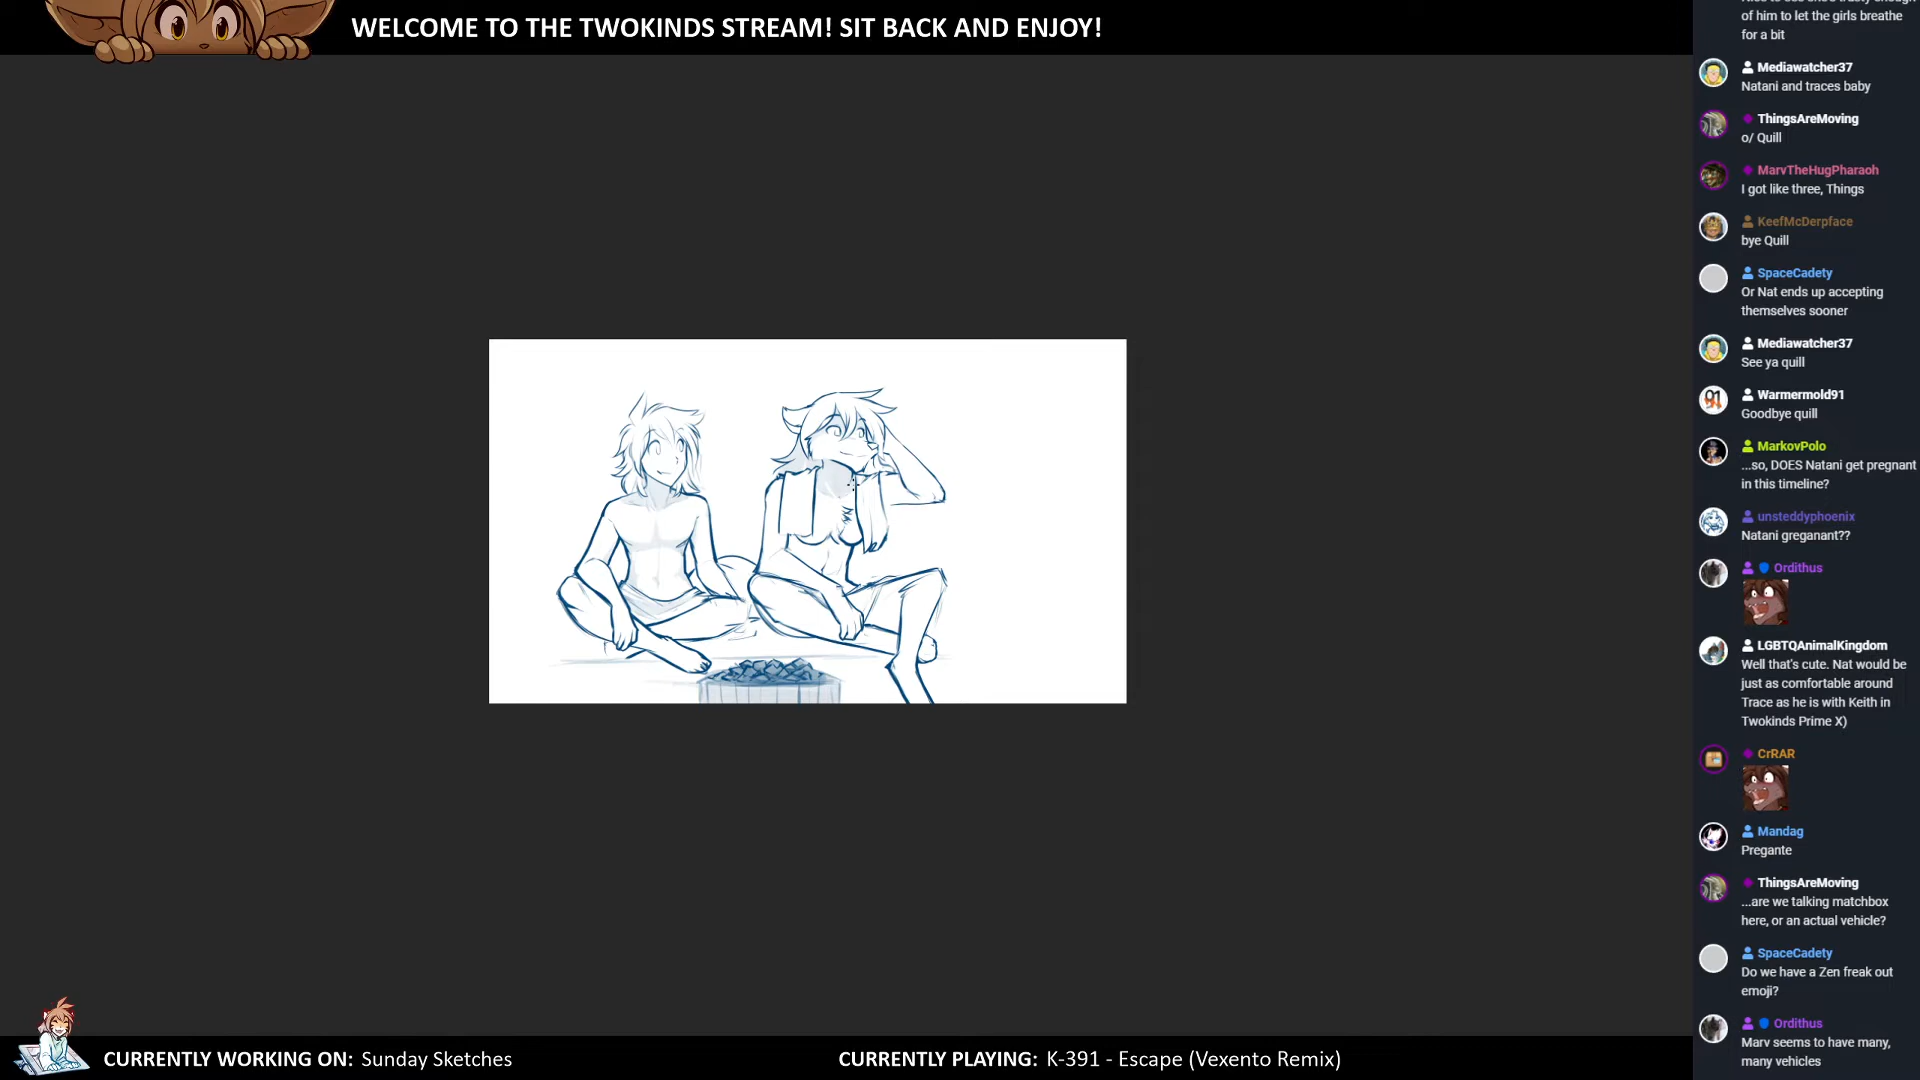 WELCOME TO THE TWOKINDS STREAM! SIT BACK AND ENJOY!
of him to let the girls breathe
for a bit
Mediawatcher37
Natani and traces baby
ThingsAreMoving
o/ Quill
MarvTheHugPharaoh
I got like three, Things
KeefMcDerpface
bye Quill
SpaceCadety
Or Nat ends up accepting
themselves sooner
Mediawatcher37
See ya quill
Warmermold91
Goodbye quill
MarkovPolo
...so, DOES Natani get pregnant
in this timeline?
unsteddyphoenix
Natani greganant??
Ordithus
LGBTQAnimalKingdom
Well that's cute. Nat would be
just as comfortable around
Trace as he is with Keith in
Twokinds Prime X)
CrRAR
Mandag
Pregante
ThingsAreMoving
...are we talking matchbox
here, or an actual vehicle?
SpaceCadety
Do we have a Zen freak out
emoji?
Ordithus
Marv seems to have many,
many vehicles
CURRENTLY WORKING ON: Sunday Sketches
CURRENTLY PLAYING: K-391 - Escape (Vexento Remix)